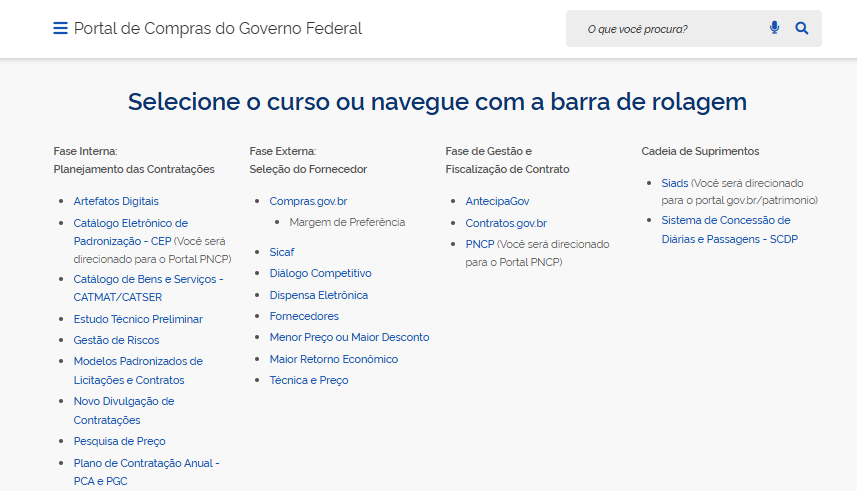 Portal de Compras do Governo Federal
O que você procura?
Selecione o curso ou navegue com a barra de rolagem
Fase Interna:
Planejamento das Contratações
Artefatos Digitais
Catálogo Eletrônico de
Padronização - CEP (Você será
direcionado para o Portal PNCP)
Catálogo de Bens e Serviços -
CATMAT/CATSER
Estudo Técnico Preliminar
Gestão de Riscos
Modelos Padronizados de
Licitações e Contratos
Novo Divulgação de
Contratações
Pesquisa de Preço
Plano de Contratação Anual -
PCA e PGC
Fase Externa:
Seleção do Fornecedor
Compras.gov.br
Margem de Preferência
Sicaf
Diálogo Competitivo
Dispensa Eletrônica
Fornecedores
Menor Preço ou Maior Desconto
Maior Retorno Econômico
Técnica e Preço
Fase de Gestão e
Fiscalização de Contrato
AntecipaGov
Contratos.gov.br
PNCP (Você será direcionado
para o Portal PNCP)
Cadeia de Suprimentos
Siads (Você será direcionado
para o portal gov.br/patrimonio)
Sistema de Concessão de
Diárias e Passagens - SCDP